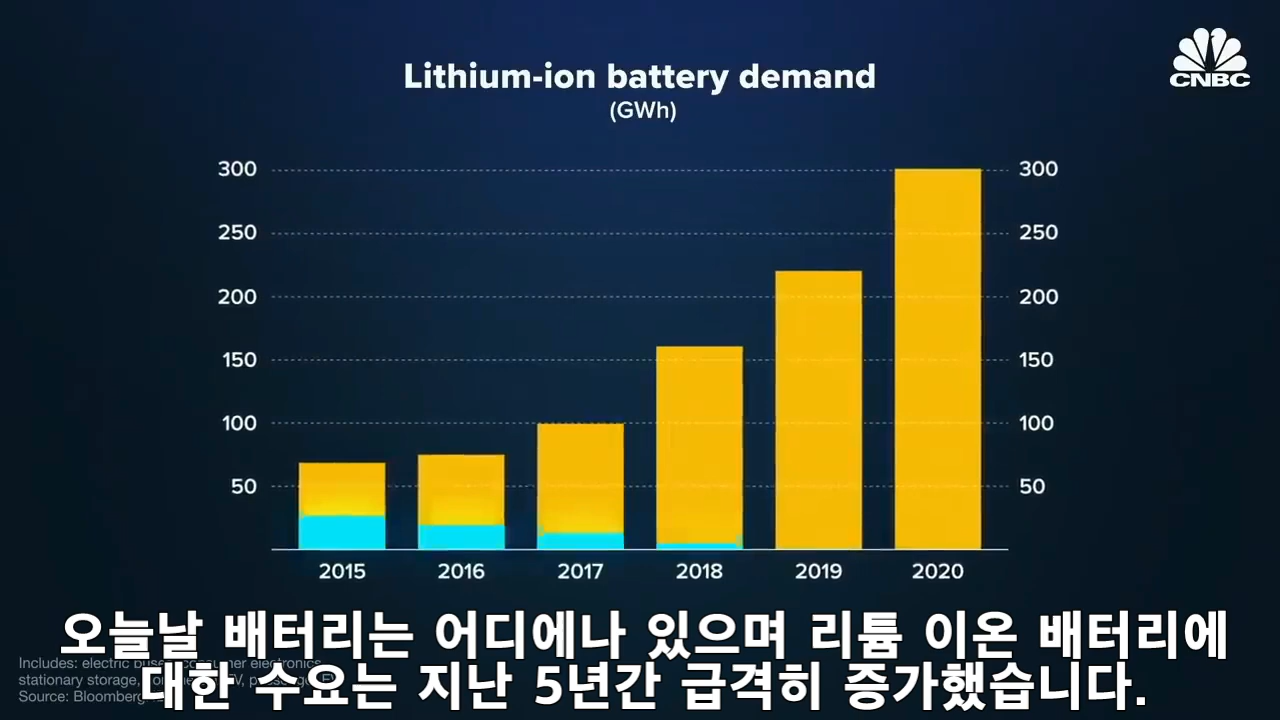 Lithium-ion battery demand
(GWh)
CNBC
300 300
250 250
200 200
150 150
100 100
50 50
2015 2016 2017 2018 2019 2020
오늘날 배터리는 어디에나 있으며 리튬 이온 배터리에
대한 수요는 지난 5년간 급격히 증가했습니다.
Includes: electric buses, consumer electronics,
stationary storage,
Source: Bloomberg